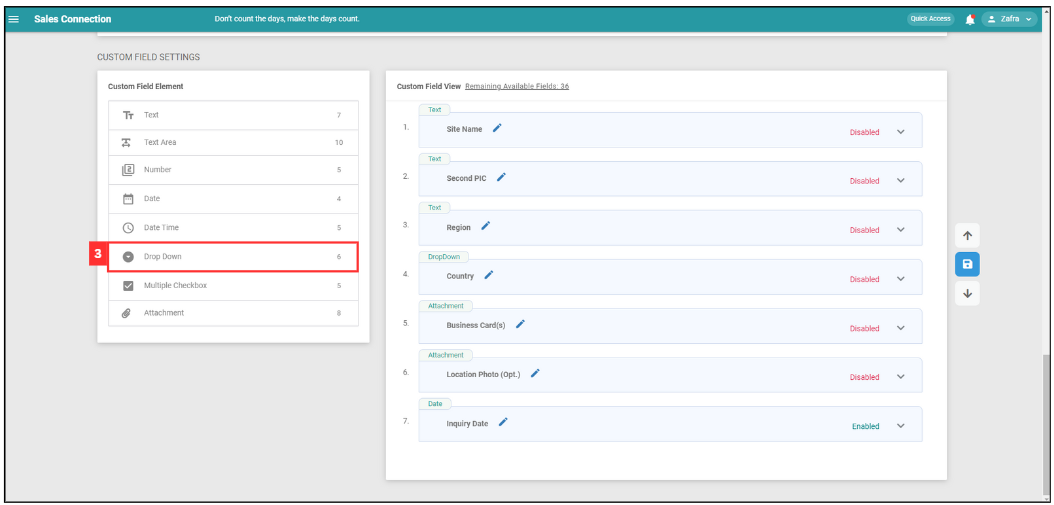 Sales Connection
Don't count the days, make the days count.
Quick Access
Zafra
CUSTOM FIELD SETTINGS
Custom Field Element
Text 7
Text Area 10
Number 5
Date 4
Date Time 5
3
Drop Down 6
Multiple Checkbox 5
Attachment 8
Custom Field View Remaining Available Fields: 36
Text
1. Site Name Disabled
Text
2. Second PIC Disabled
Text
3. Region Disabled
DropDown
4. Country Disabled
Attachment
5. Business Card(s) Disabled
Attachment
6. Location Photo (Opt.) Disabled
Date
7. Inquiry Date Enabled